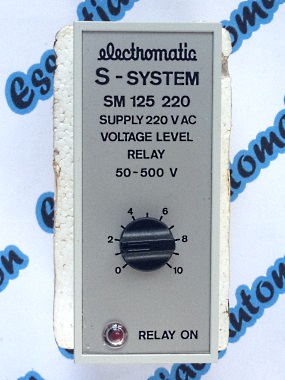 electromatic
S-SYSTEM
SM 125 220
SUPPLY 220 V AC
VOLTAGE LEVEL
RELAY
50-500 V
4 6
2 8
0 10
RELAY ON